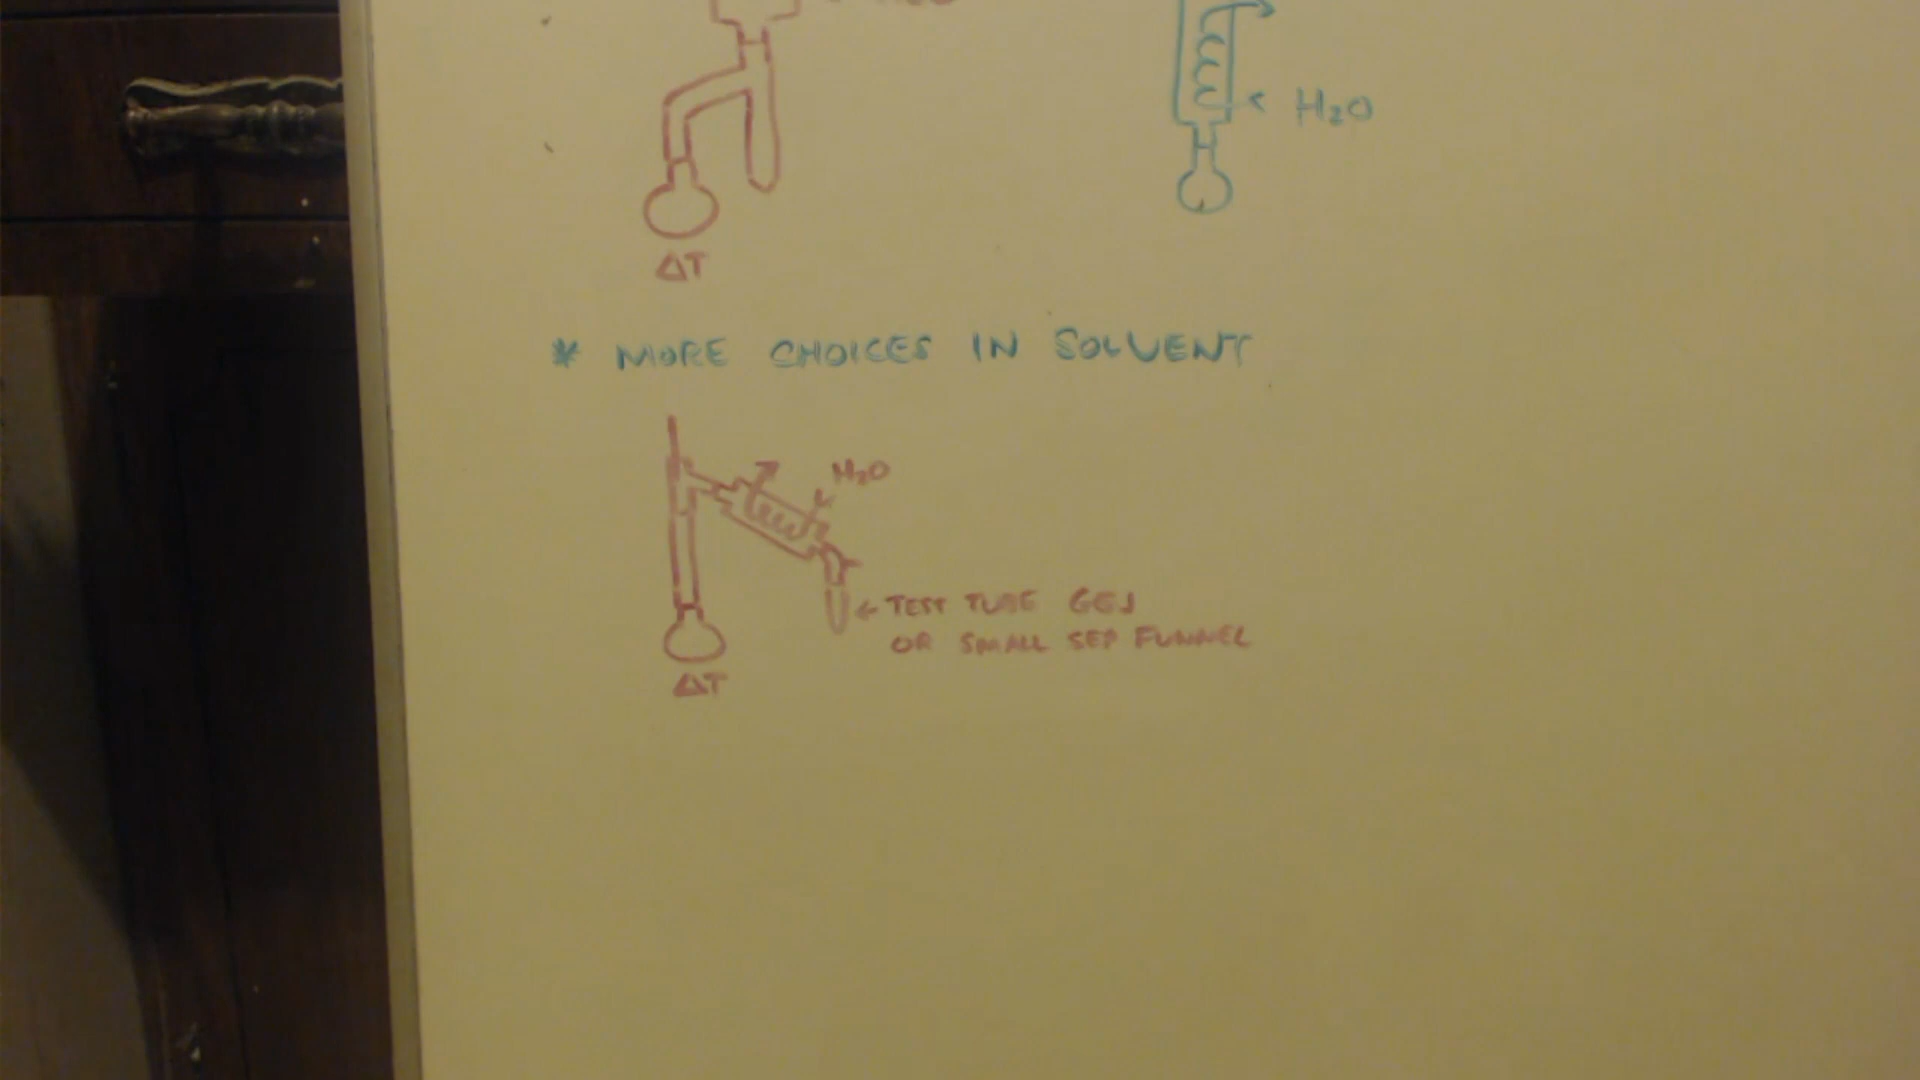 H₂O
ΔT
* MORE CHOICES IN SOLVENT
H₂O
← TEST TUBE
OR SMALL SEP FUNNEL
ΔT